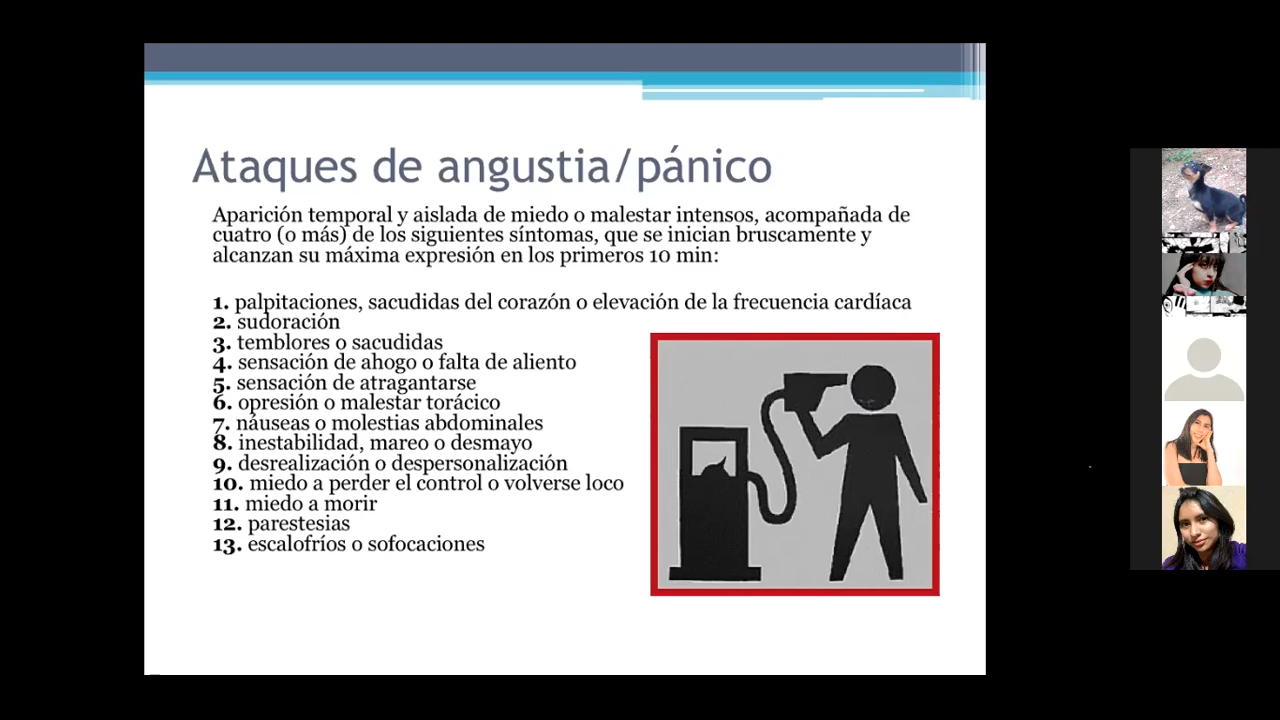 Ataques de angustia/pánico
Aparición temporal y aislada de miedo o malestar intensos, acompañada de
cuatro (o más) de los siguientes síntomas, que se inician bruscamente y
alcanzan su máxima expresión en los primeros 10 min:
1. palpitaciones, sacudidas del corazón o elevación de la frecuencia cardíaca
2. sudoración
3. temblores o sacudidas
4. sensación de ahogo o falta de aliento
5. sensación de atragantarse
6. opresión o malestar torácico
7. náuseas o molestias abdominales
8. inestabilidad, mareo o desmayo
9. desrealización o despersonalización
10. miedo a perder el control o volverse loco
11. miedo a morir
12. parestesias
13. escalofríos o sofocaciones